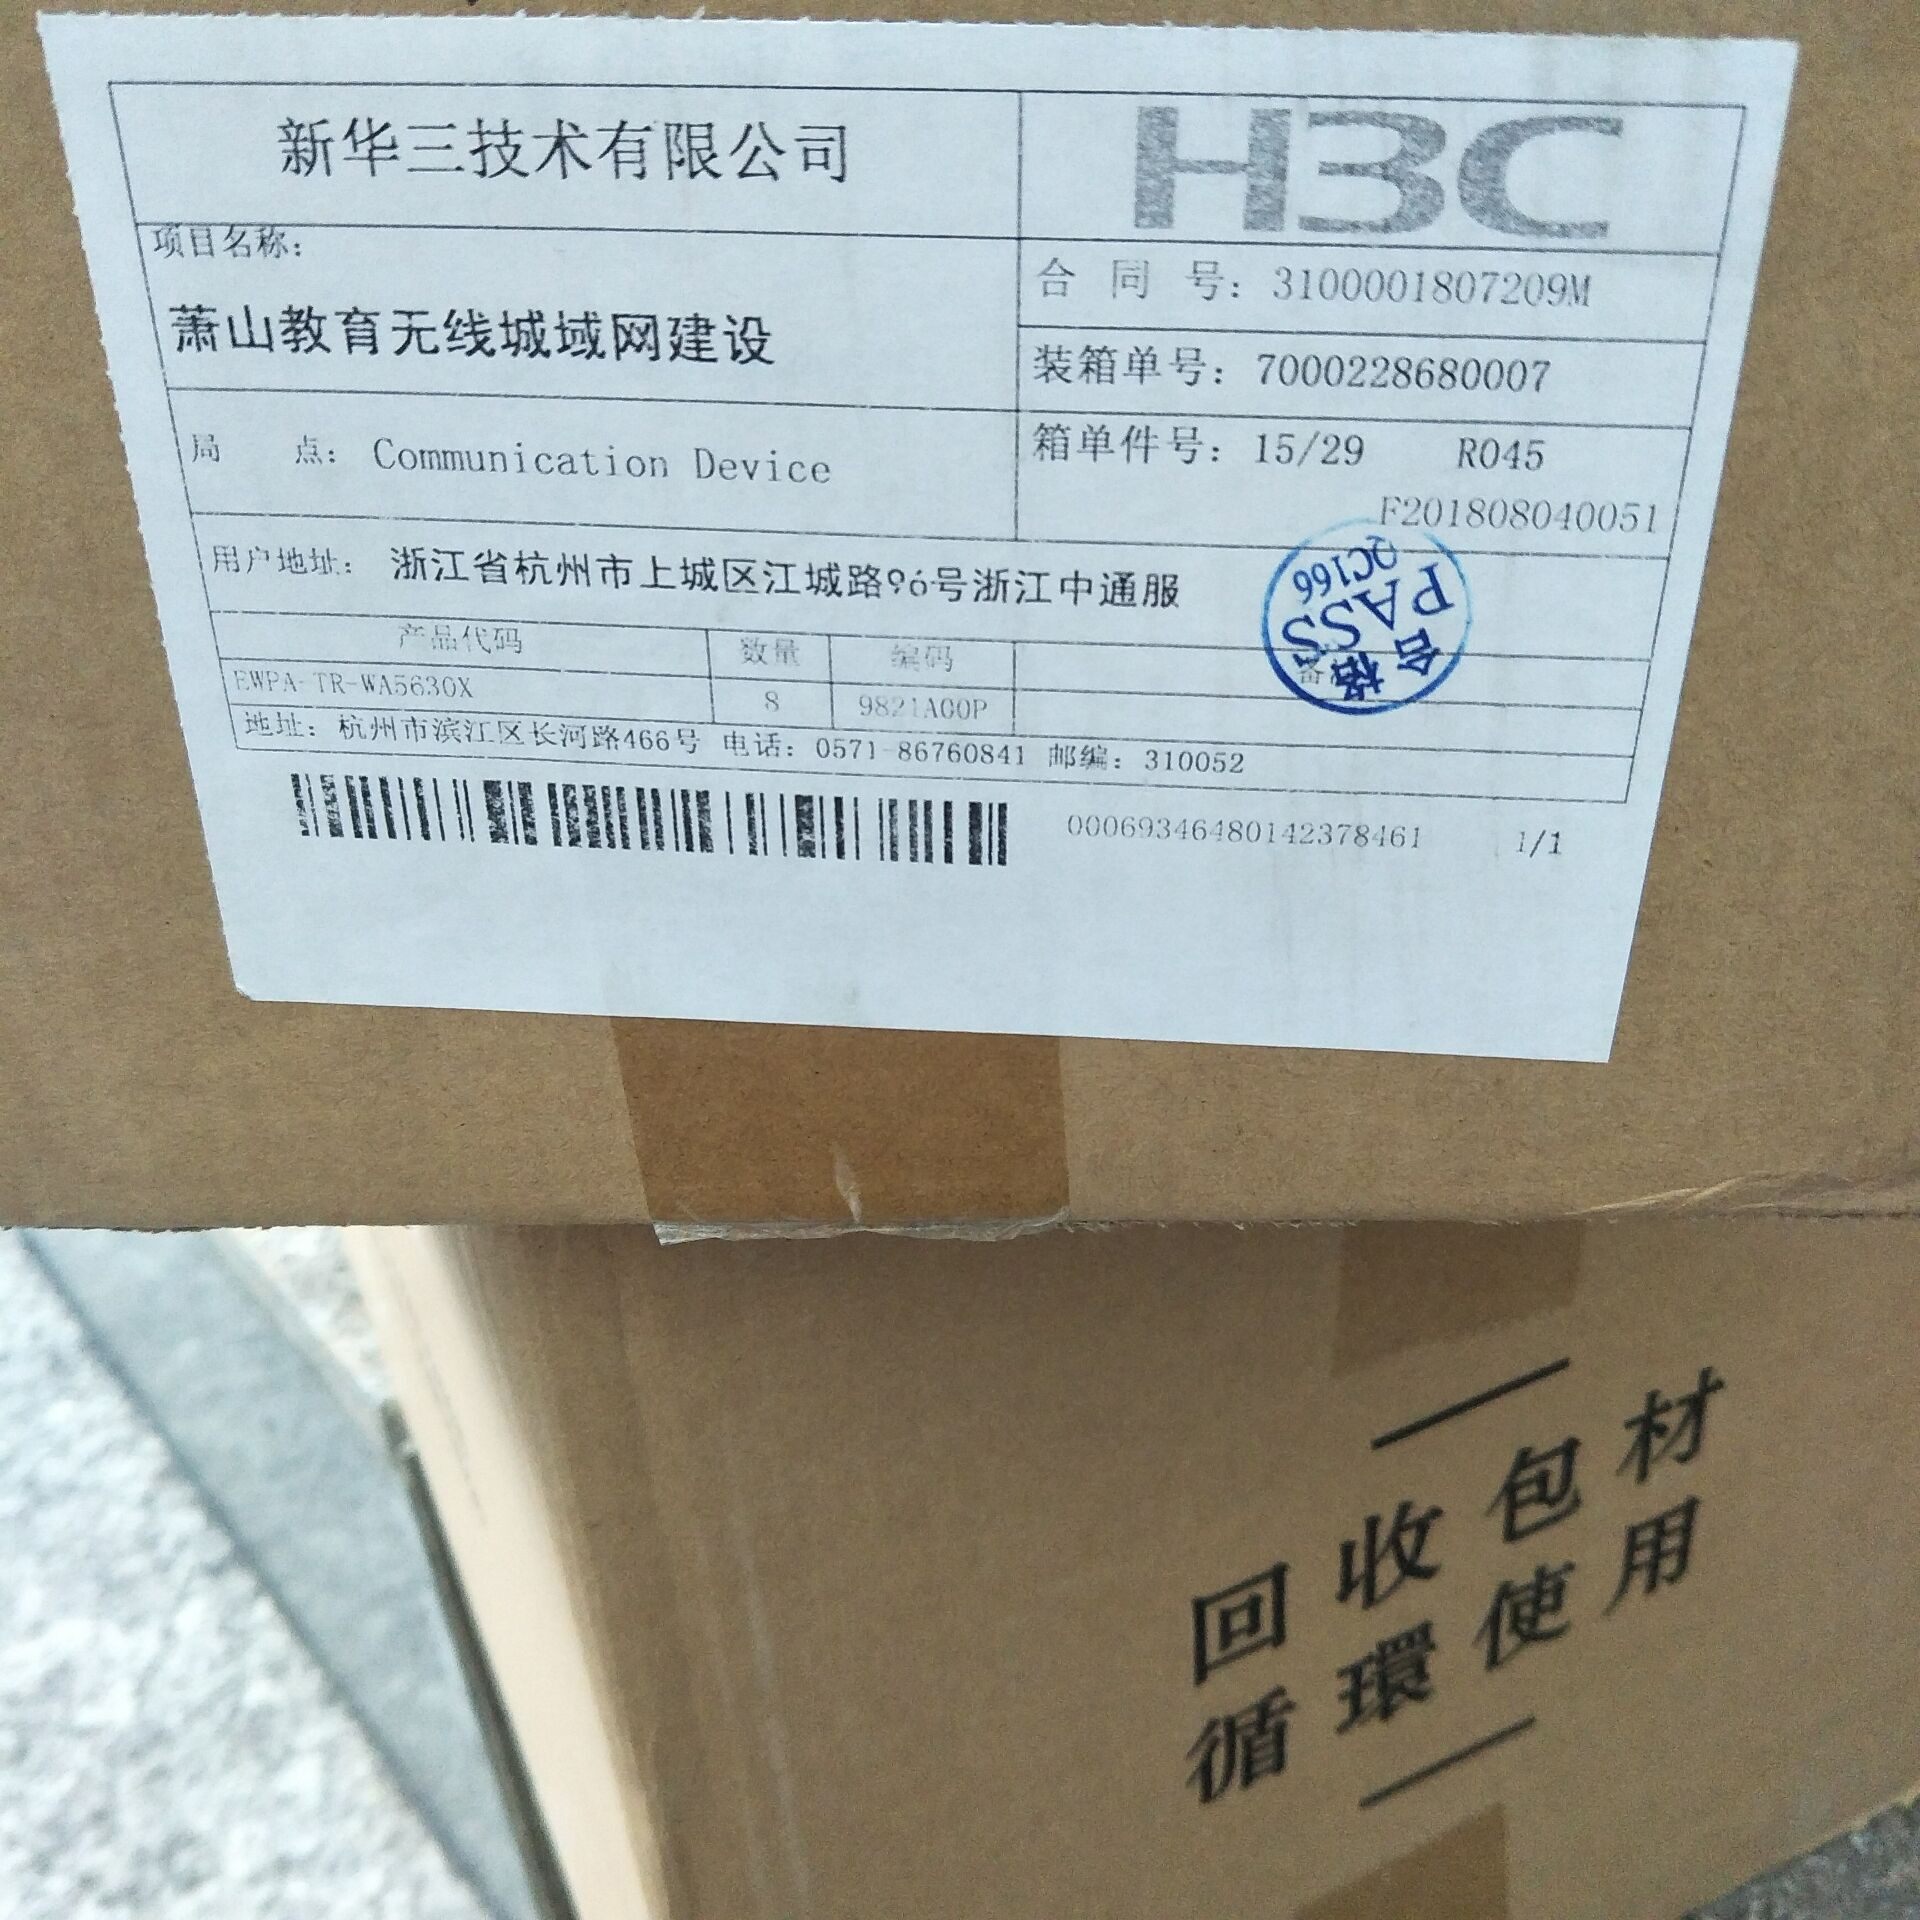 新华三技术有限公司
H3C
项目名称：
萧山教育无线城域网建设
合 同 号：3100001807209M
装箱单号：7000228680007
局 点：Communication Device
箱单件号：15/29 R045
F201808040051
用户地址：浙江省杭州市上城区江城路96号浙江中通服
QC166
PASS
合格
产品代码 数量 编码 备
EWPA-TR-WA5630X 8 9821A00P
地址：杭州市滨江区长河路466号 电话：0571-86760841 邮编：310052
00069346480142378461 1/1
回收包材
循環使用